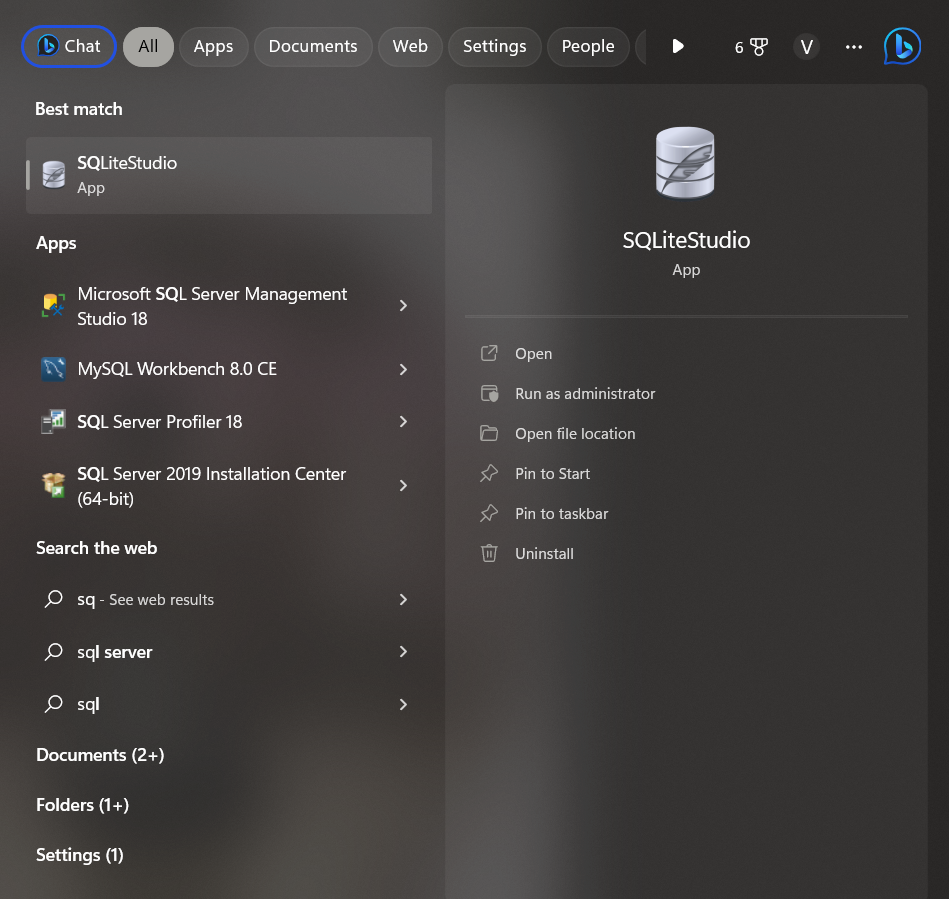 Chat
All
Apps
Documents
Web
Settings
People
6
V
Best match
SQLiteStudio
App
Apps
Microsoft SQL Server Management
Studio 18
MySQL Workbench 8.0 CE
SQL Server Profiler 18
SQL Server 2019 Installation Center
(64-bit)
Search the web
sq - See web results
sql server
sql
Documents (2+)
Folders (1+)
Settings (1)
SQLiteStudio
App
Open
Run as administrator
Open file location
Pin to Start
Pin to taskbar
Uninstall